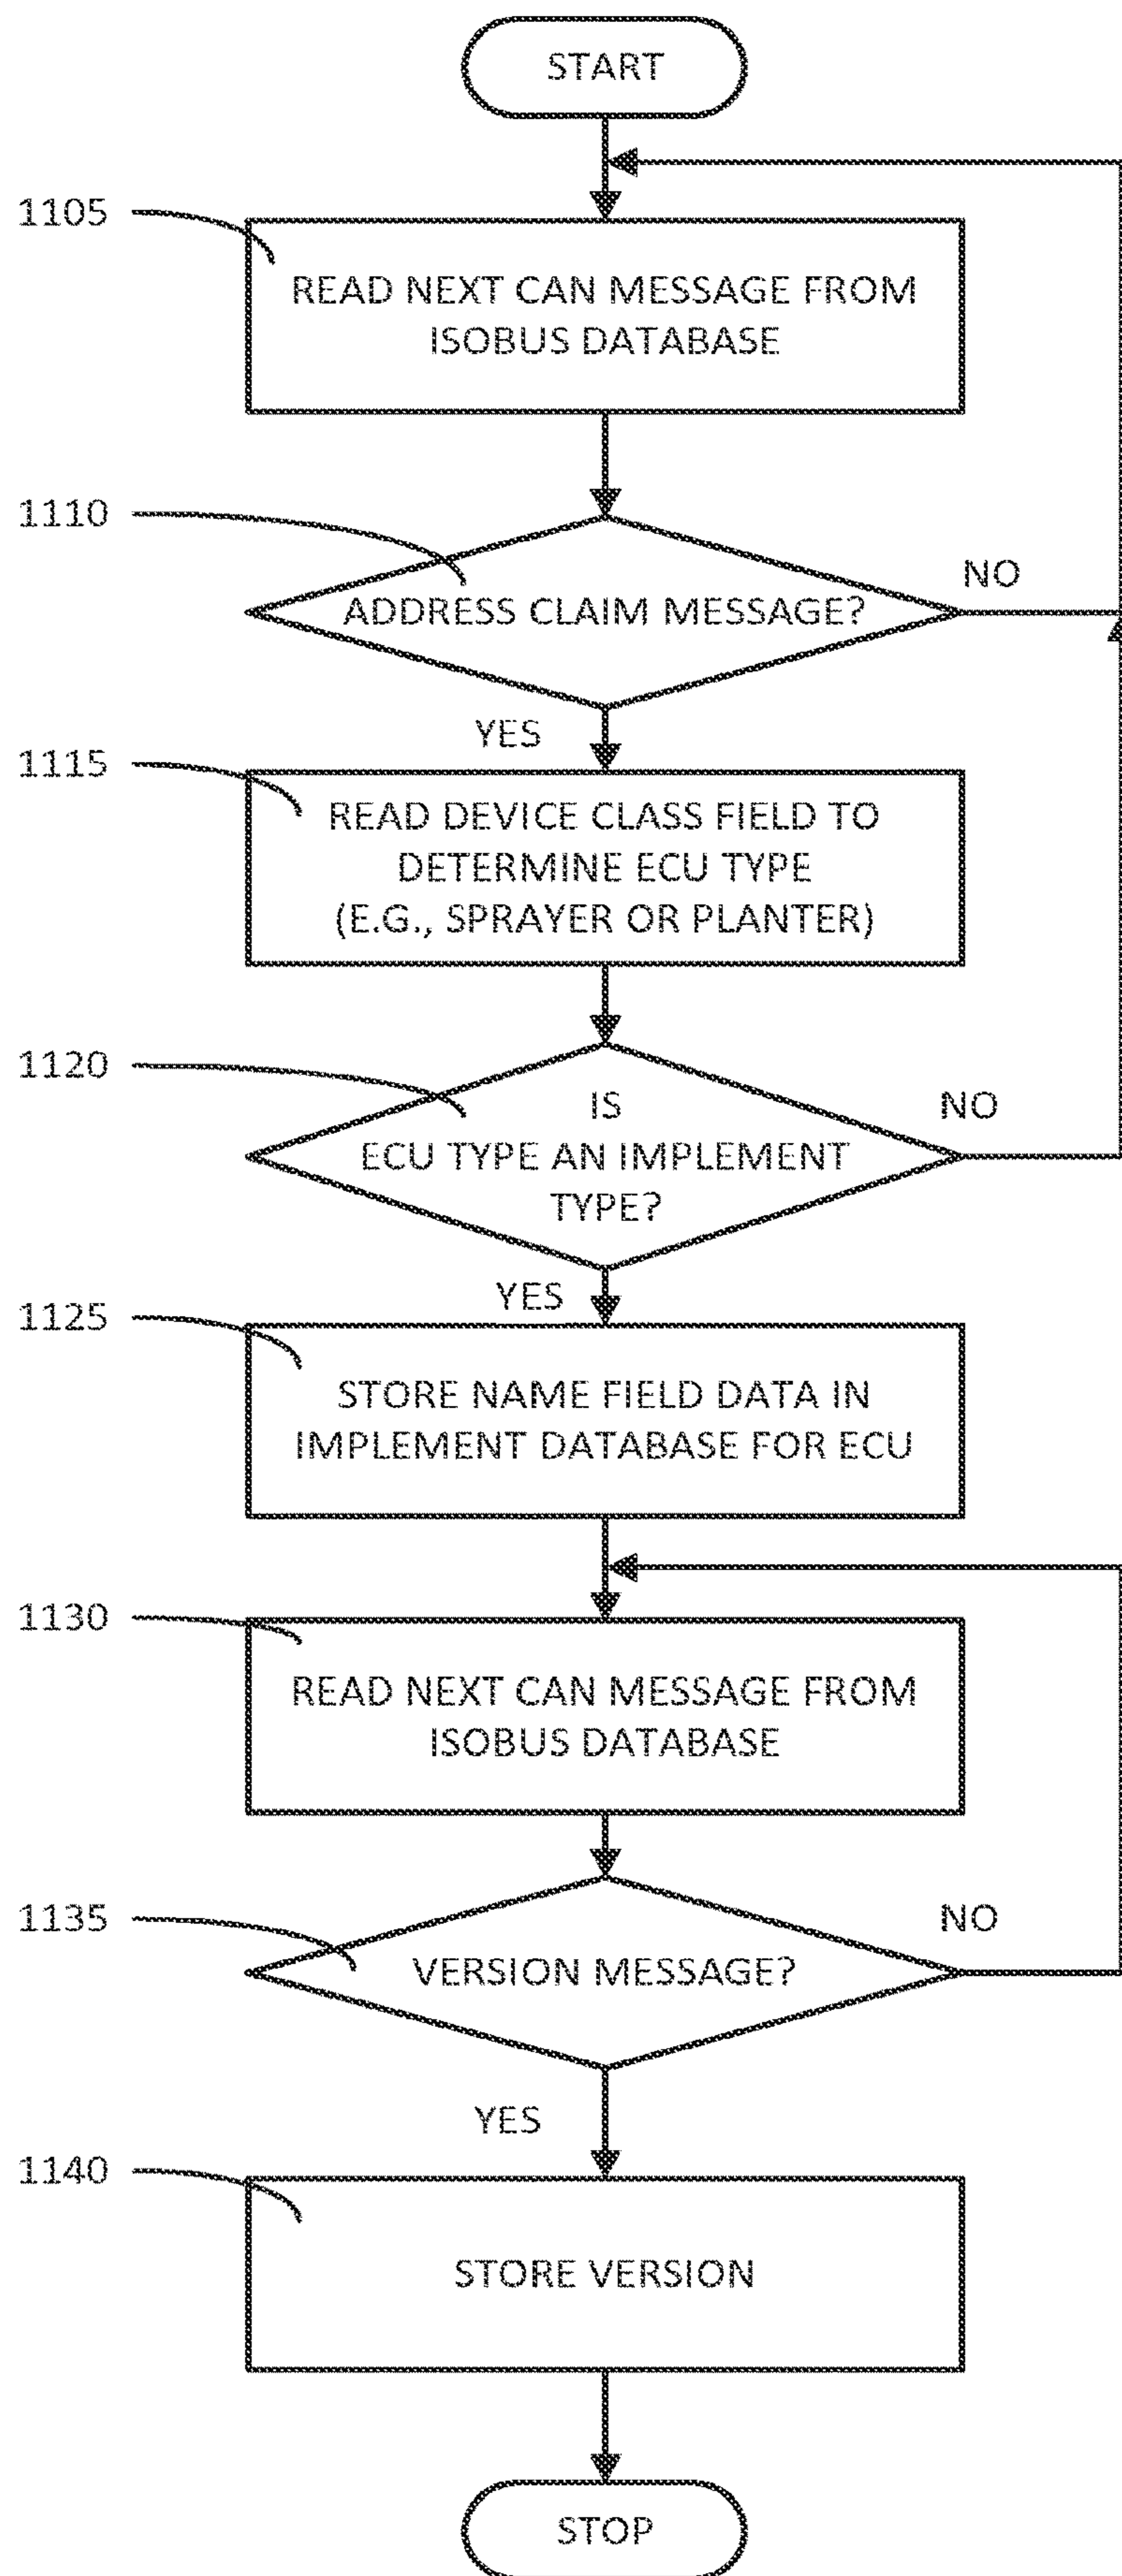 START
1105
READ NEXT CAN MESSAGE FROM
ISOBUS DATABASE
1110
NO
ADDRESS CLAIM MESSAGE?
YES
1115
READ DEVICE CLASS FIELD TO
DETERMINE ECU TYPE
(E.G., SPRAYER OR PLANTER)
1120
IS
NO
ECU TYPE AN IMPLEMENT
TYPE?
YES
1125
STORE NAME FIELD DATA IN
IMPLEMENT DATABASE FOR ECU
1130
READ NEXT CAN MESSAGE FROM
ISOBUS DATABASE
1135
NO
VERSION MESSAGE?
YES
1140
STORE VERSION
STOP